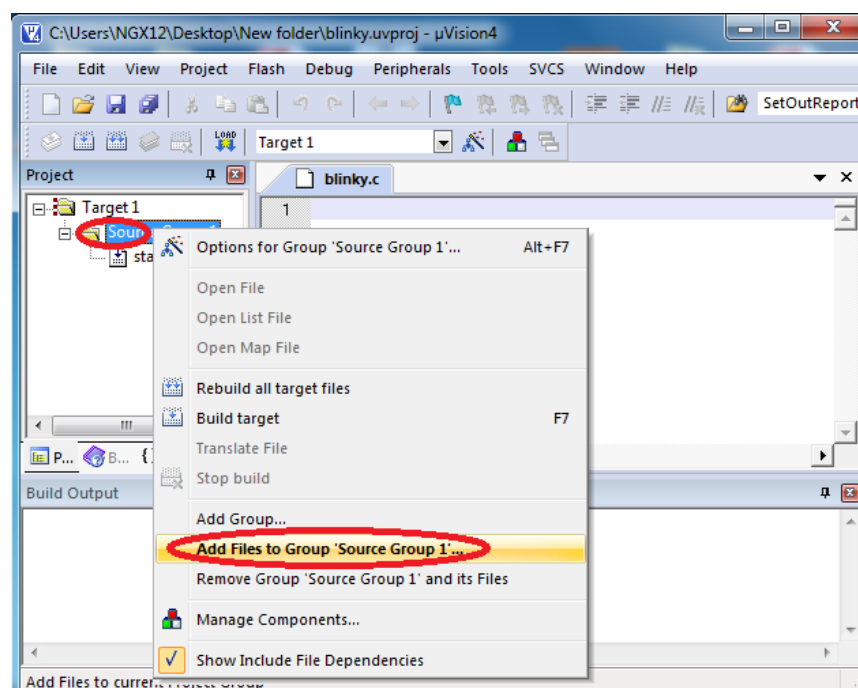 C:\Users\NGX12\Desktop\New folder\blinky.uvproj - µVision4
File Edit View Project Flash Debug Peripherals Tools SVCS Window Help
SetOutReport
LOAD Target 1
Project
blinky.c
Target 1
1
Options for Group 'Source Group 1'... Alt+F7
sta
Open File
Open List File
Open Map File
Rebuild all target files
Build target F7
P... B... {}
Translate File
Stop build
Build Output
Add Group...
Add Files to Group 'Source Group 1'...
Remove Group 'Source Group 1' and its Files
Manage Components...
Show Include File Dependencies
Add Files to current Project Group